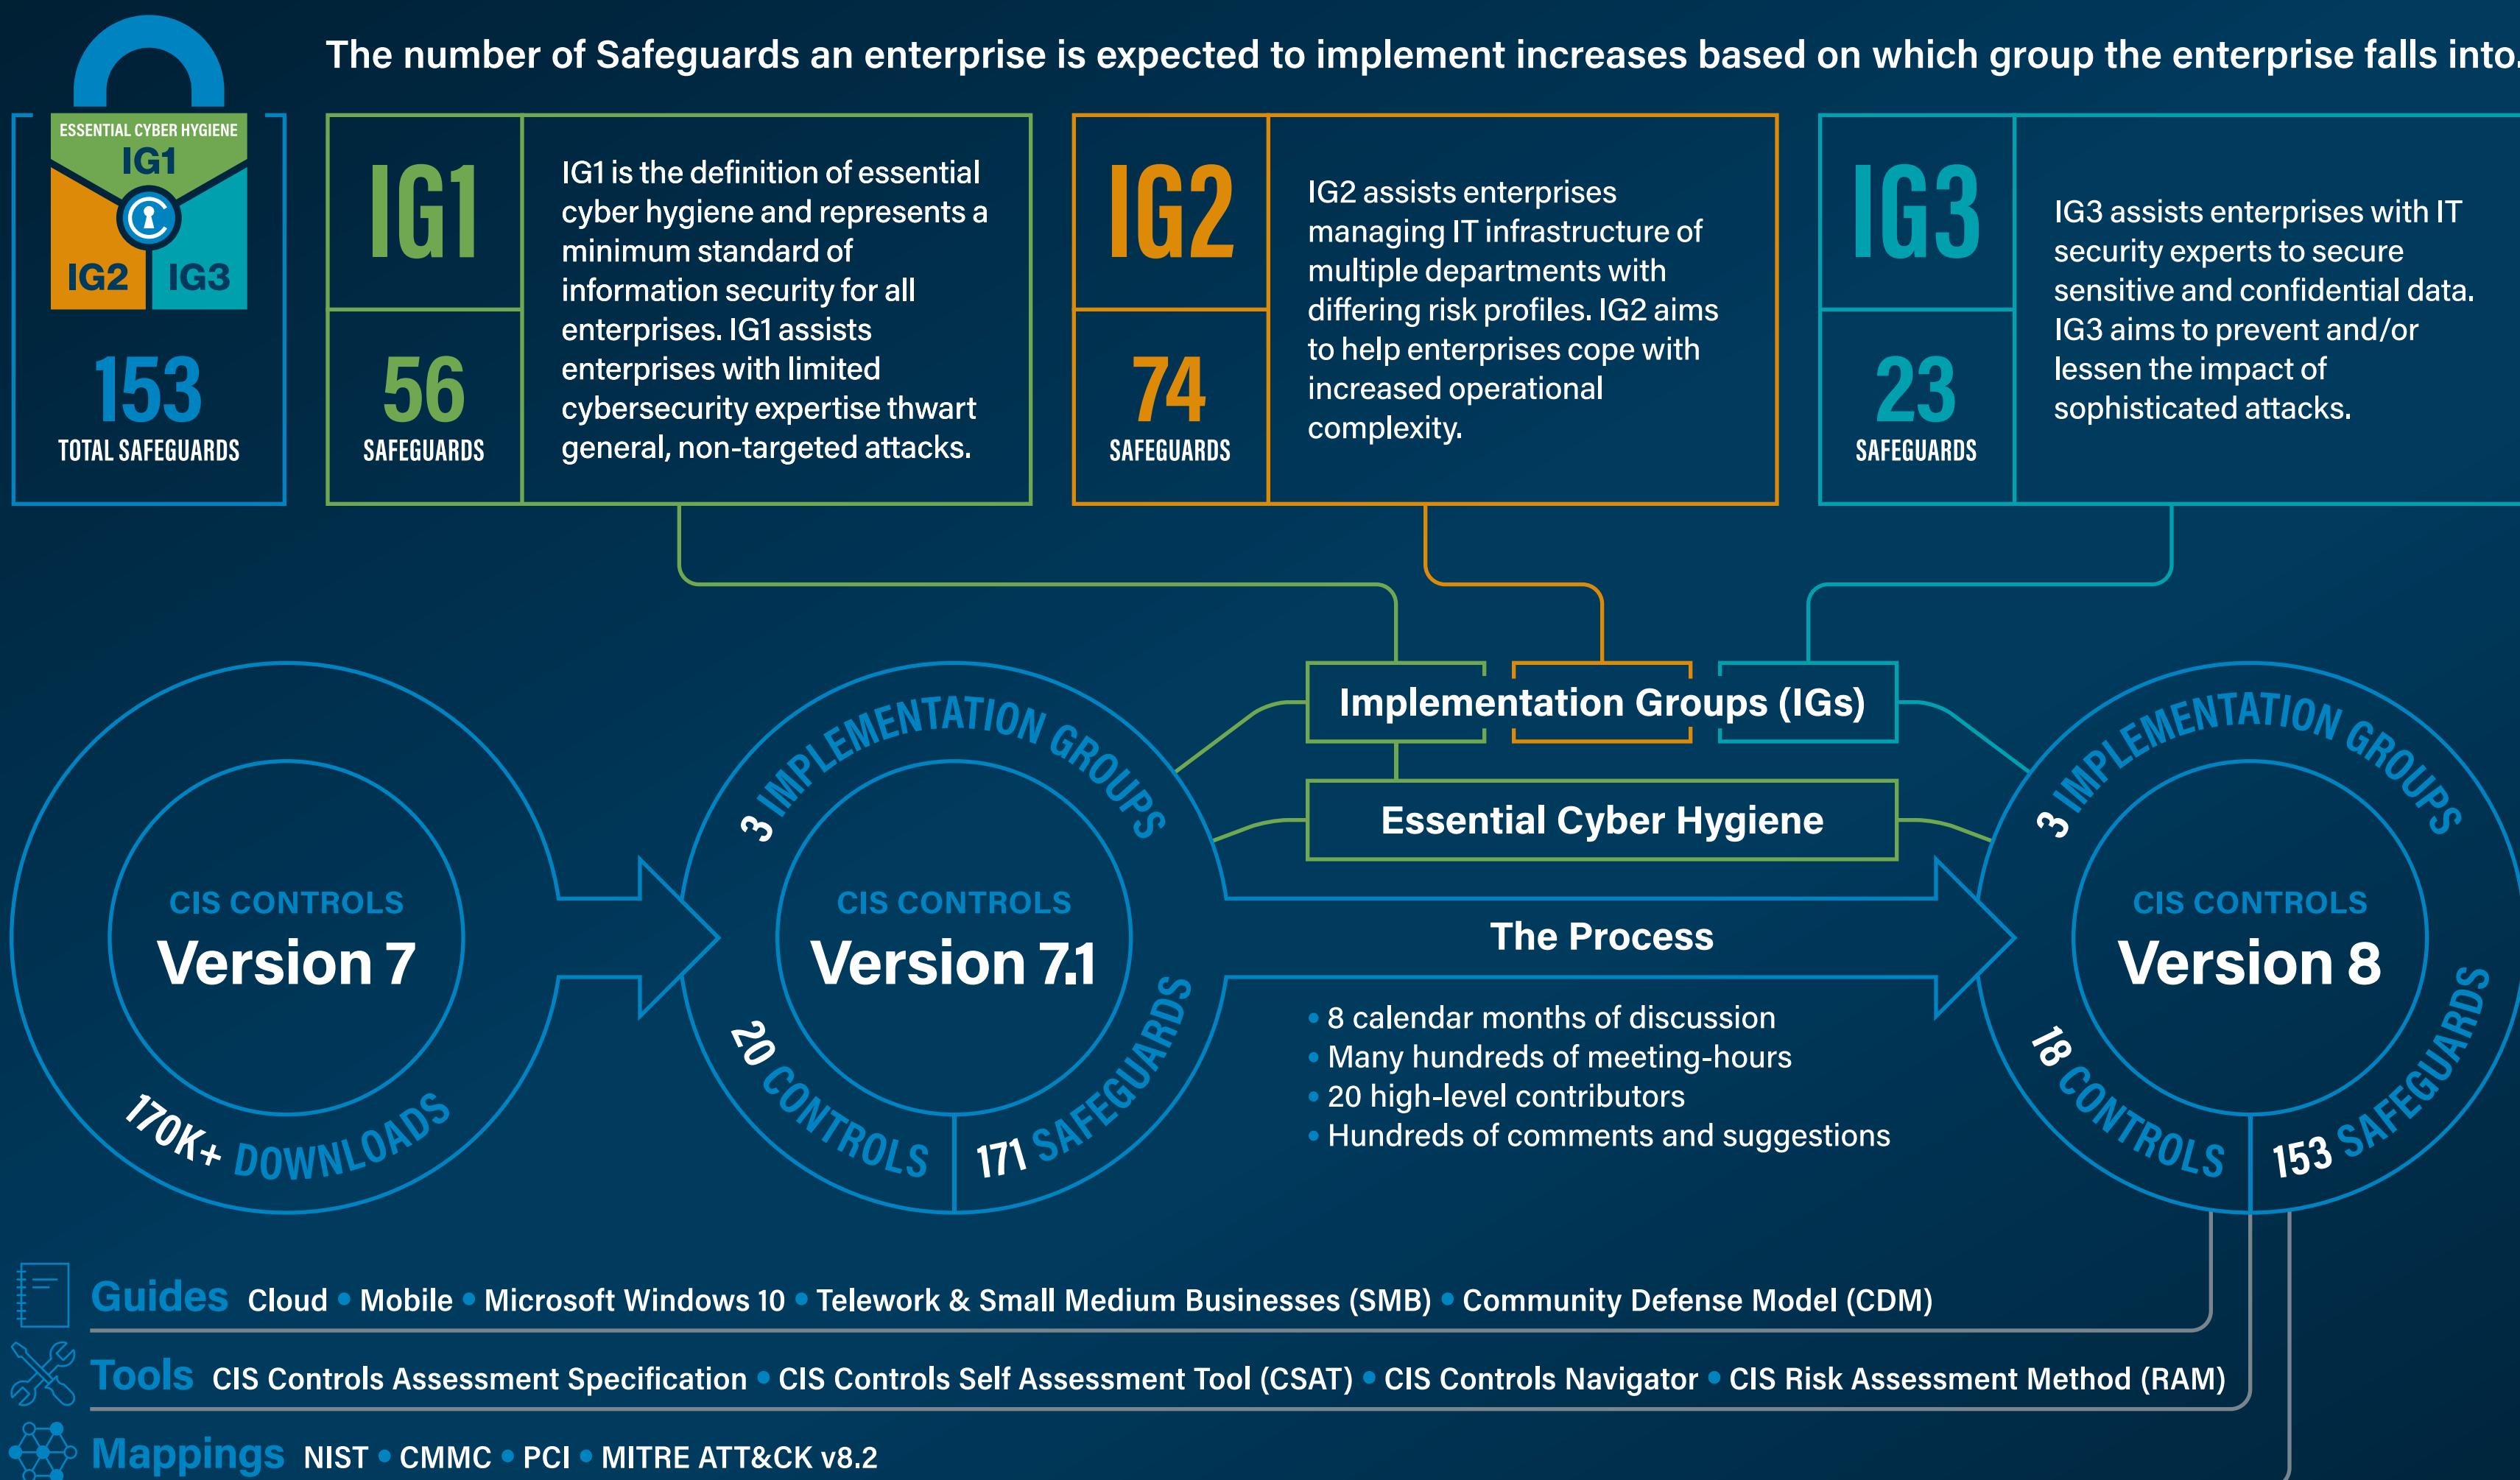 The number of Safeguards an enterprise is expected to implement increases based on which group the enterprise falls into.
ESSENTIAL CYBER HYGIENE
IG1
IG2
IG3
153
TOTAL SAFEGUARDS
IG1
56
SAFEGUARDS
IG1 is the definition of essential
cyber hygiene and represents a
minimum standard of
information security for all
enterprises. IG1 assists
enterprises with limited
cybersecurity expertise thwart
general, non-targeted attacks.
IG2
74
SAFEGUARDS
IG2 assists enterprises
managing IT infrastructure of
multiple departments with
differing risk profiles. IG2 aims
to help enterprises cope with
increased operational
complexity.
IG3
23
SAFEGUARDS
IG3 assists enterprises with IT
security experts to secure
sensitive and confidential data.
IG3 aims to prevent and/or
lessen the impact of
sophisticated attacks.
Implementation Groups (IGs)
Essential Cyber Hygiene
CIS CONTROLS
Version 7
170K+ DOWNLOADS
3 IMPLEMENTATION GROUPS
CIS CONTROLS
Version 7.1
20 CONTROLS
171 SAFEGUARDS
The Process
• 8 calendar months of discussion
• Many hundreds of meeting-hours
• 20 high-level contributors
• Hundreds of comments and suggestions
3 IMPLEMENTATION GROUPS
CIS CONTROLS
Version 8
18 CONTROLS
153 SAFEGUARDS
Guides Cloud • Mobile • Microsoft Windows 10 • Telework & Small Medium Businesses (SMB) • Community Defense Model (CDM)
Tools CIS Controls Assessment Specification • CIS Controls Self Assessment Tool (CSAT) • CIS Controls Navigator • CIS Risk Assessment Method (RAM)
Mappings NIST • CMMC • PCI • MITRE ATT&CK v8.2